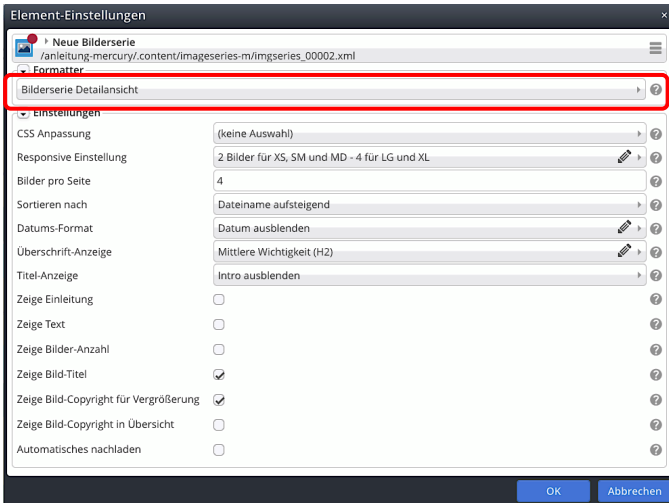 Element-Einstellungen
Neue Bilderserie
/anleitung-mercury/.content/imageseries-m/imgseries_00002.xml
Formatter
Bilderserie Detailansicht
Einstellungen
CSS Anpassung (keine Auswahl)
Responsive Einstellung 2 Bilder für XS, SM und MD - 4 für LG und XL
Bilder pro Seite 4
Sortieren nach Dateiname aufsteigend
Datums-Format Datum ausblenden
Überschrift-Anzeige Mittlere Wichtigkeit (H2)
Titel-Anzeige Intro ausblenden
Zeige Einleitung
Zeige Text
Zeige Bilder-Anzahl
Zeige Bild-Titel
Zeige Bild-Copyright für Vergrößerung
Zeige Bild-Copyright in Übersicht
Automatisches nachladen
OK Abbrechen